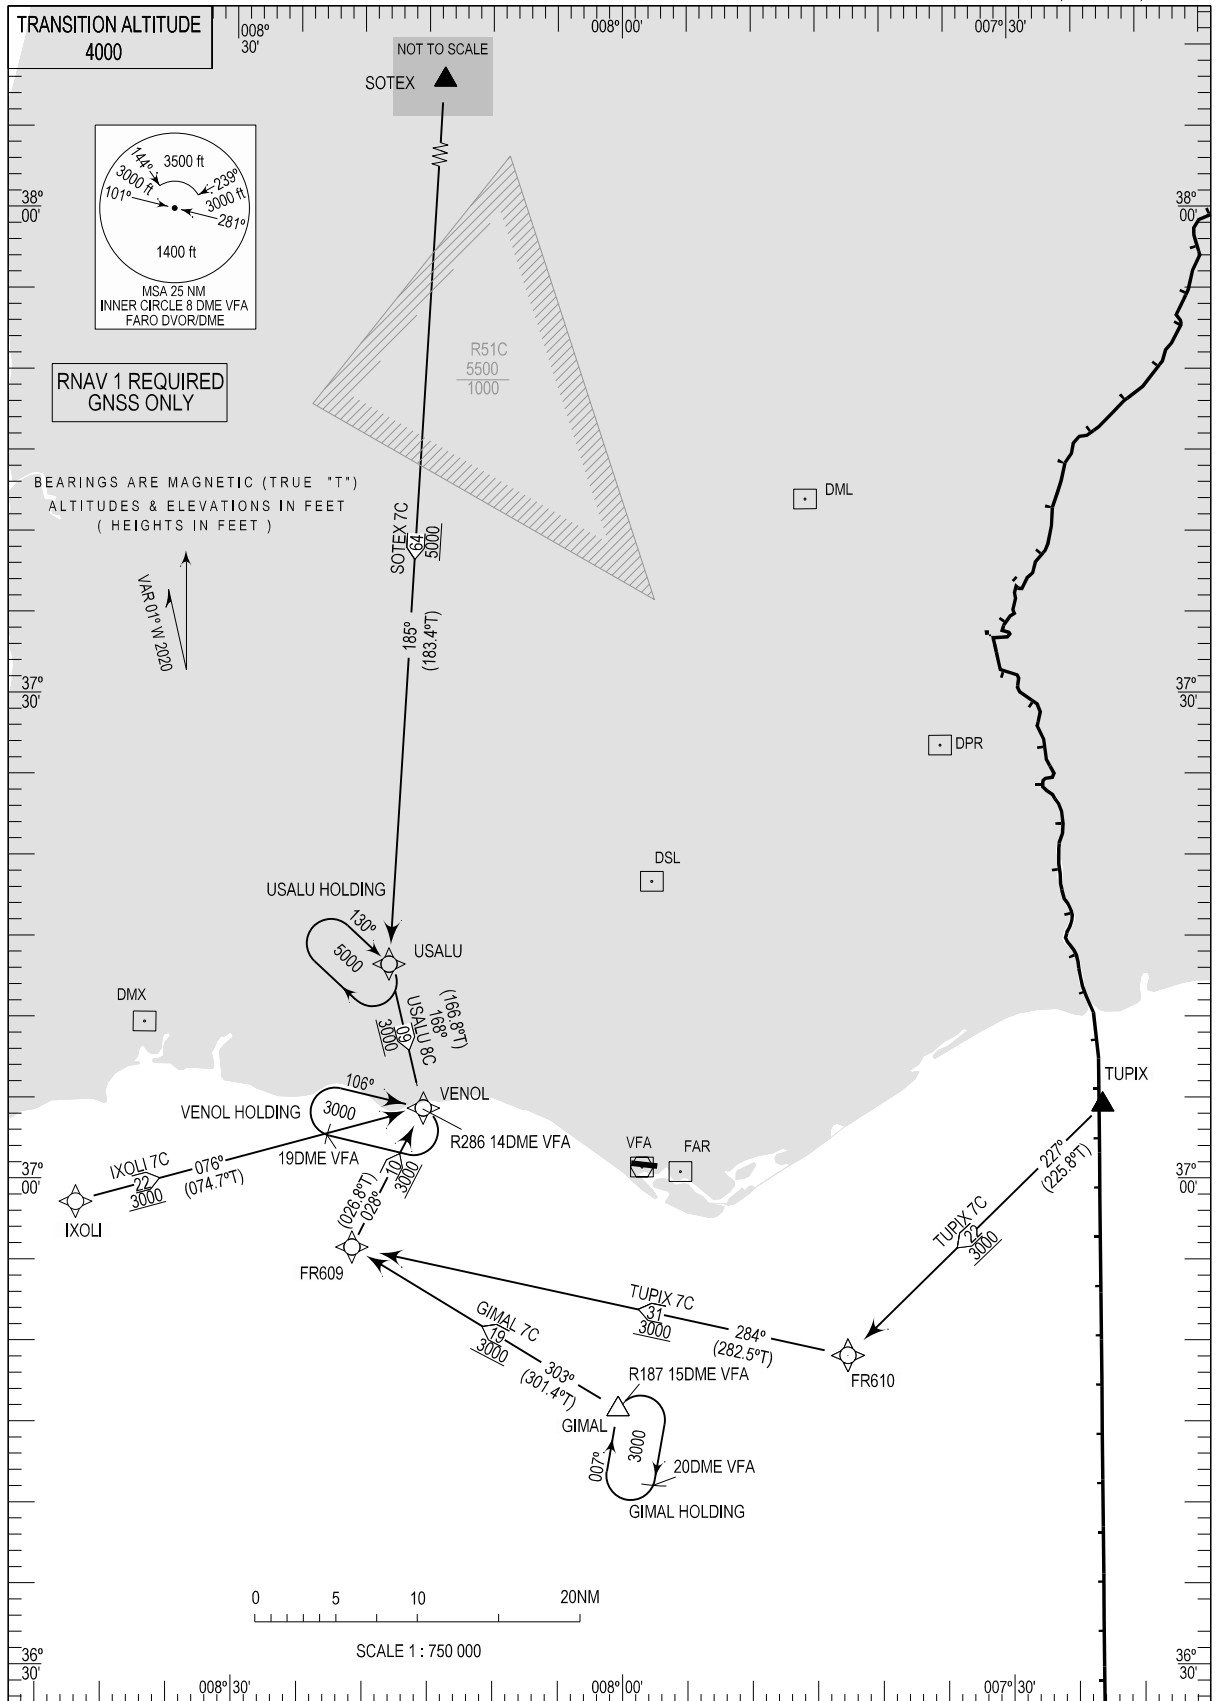 TRANSITION ALTITUDE
4000
008°
30'
008°00'
007°30'
NOT TO SCALE
SOTEX
3500 ft
144°
3000 ft
101°
239°
3000 ft
281°
1400 ft
MSA 25 NM
INNER CIRCLE 8 DME VFA
FARO DVOR/DME
38°
00'
38°
00'
RNAV 1 REQUIRED
GNSS ONLY
R51C
5500
1000
BEARINGS ARE MAGNETIC (TRUE "T")
ALTITUDES & ELEVATIONS IN FEET
( HEIGHTS IN FEET )
VAR 01° W 2020
DML
SOTEX 7C
64
5000
185°
(183.4°T)
37°
30'
37°
30'
DPR
DSL
USALU HOLDING
130°
5000
USALU
DMX
(166.8°T)
168°
USALU 8C
09
3000
TUPIX
106°
VENOL
VENOL HOLDING
3000
R286 14DME VFA
19DME VFA
VFA
FAR
IXOLI 7C
22
3000
076°
(074.7°T)
IXOLI
37°
00'
37°
00'
10
3000
(026.8°T)
028°
FR609
227°
(225.8°T)
TUPIX 7C
22
3000
TUPIX 7C
31
3000
284°
(282.5°T)
FR610
GIMAL 7C
19
3000
303°
(301.4°T)
R187 15DME VFA
GIMAL
007°
3000
20DME VFA
GIMAL HOLDING
0 5 10 20NM
SCALE 1 : 750 000
36°
30'
36°
30'
008°30'
008°00'
007°30'